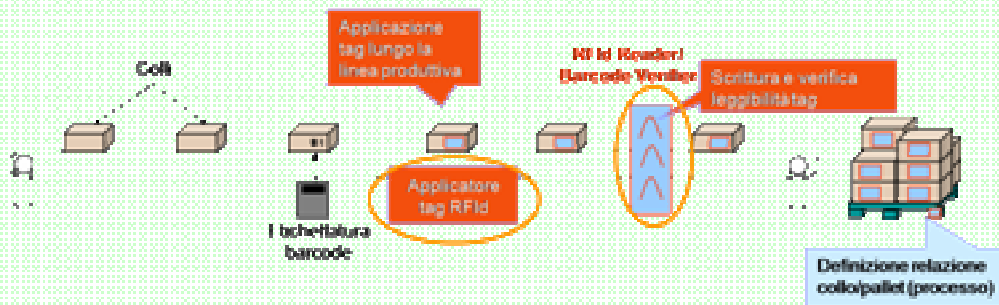 Applicazione
tag lungo la
linea produttiva
Colli
RFId Reader/
Barcode Verifier
Scrittura e verifica
leggibilità tag
Applicatore
tag RFId
Etichettatura
barcode
Definizione relazione
collo/pallet (processo)